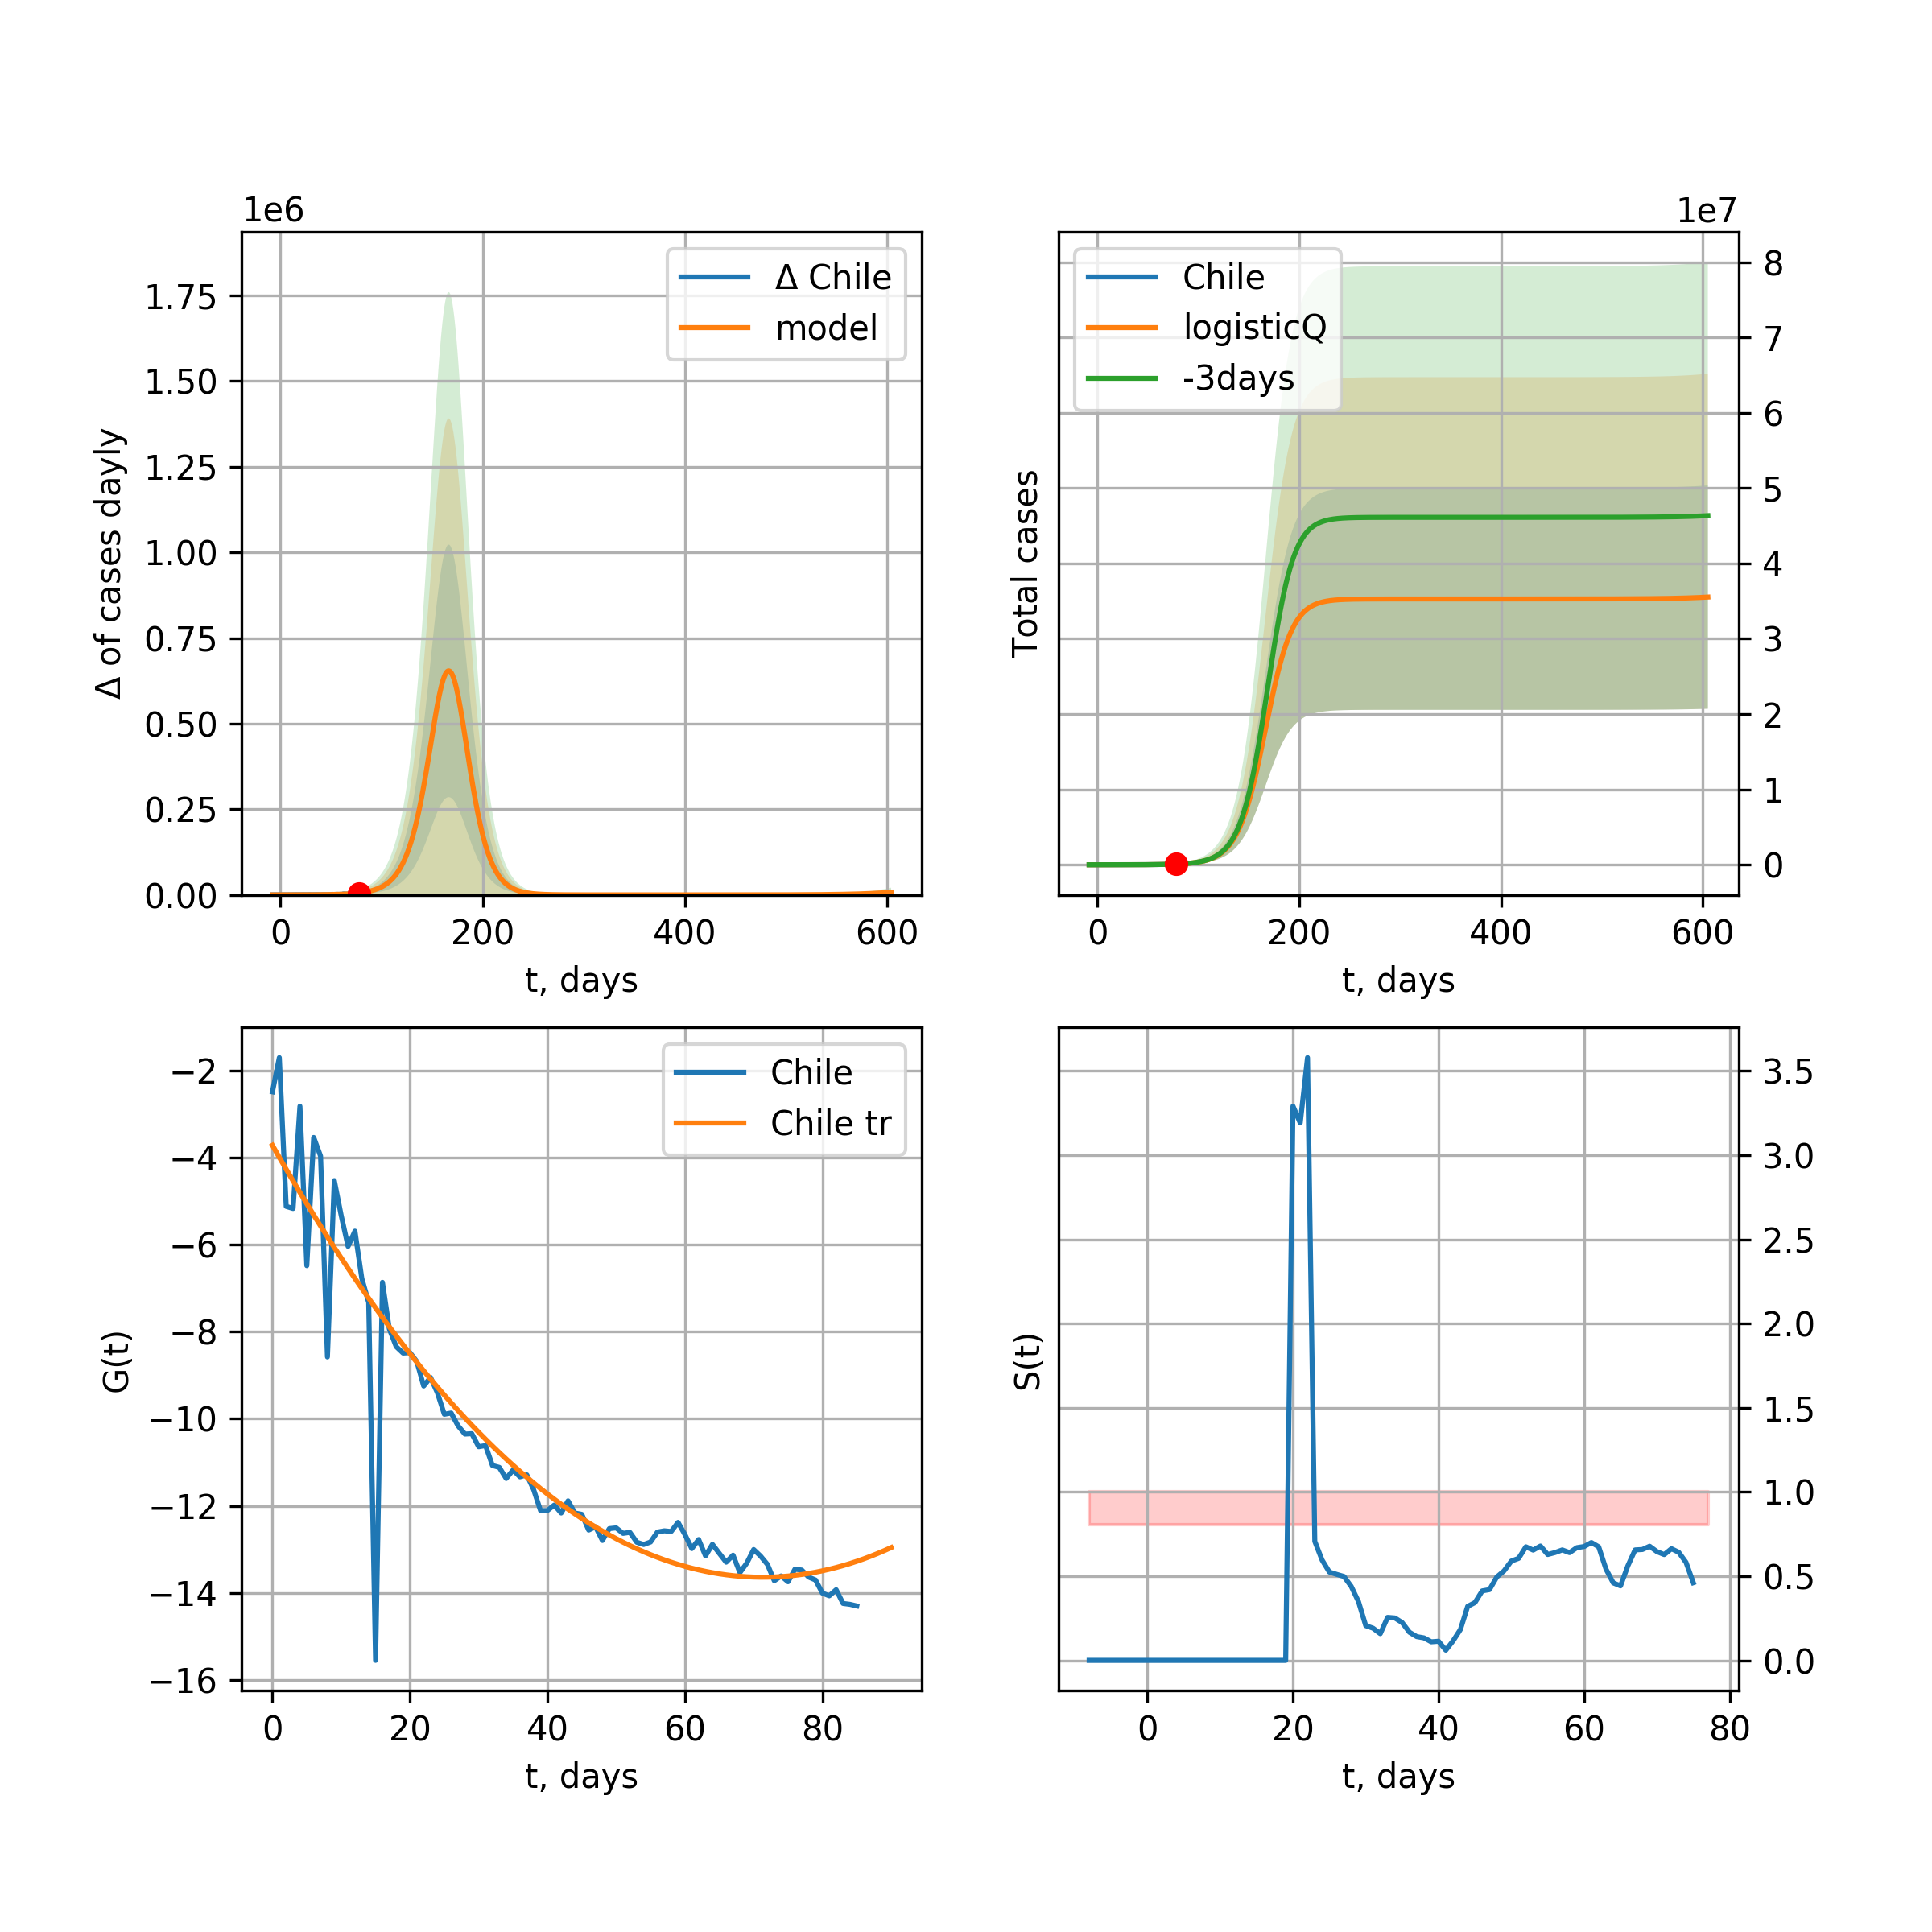 1e6
Δ Chile
model
1.75
1.50
1.25
1.00
0.75
0.50
0.25
0.00
Δ of cases dayly
0 200 400 600
t, days
1e7
Chile
logisticQ
-3days
8
7
6
5
4
3
2
1
0
Total cases
0 200 400 600
t, days
Chile
Chile tr
−2
−4
−6
−8
−10
−12
−14
−16
G(t)
0 20 40 60 80
t, days
3.5
3.0
2.5
2.0
1.5
1.0
0.5
0.0
S(t)
0 20 40 60 80
t, days